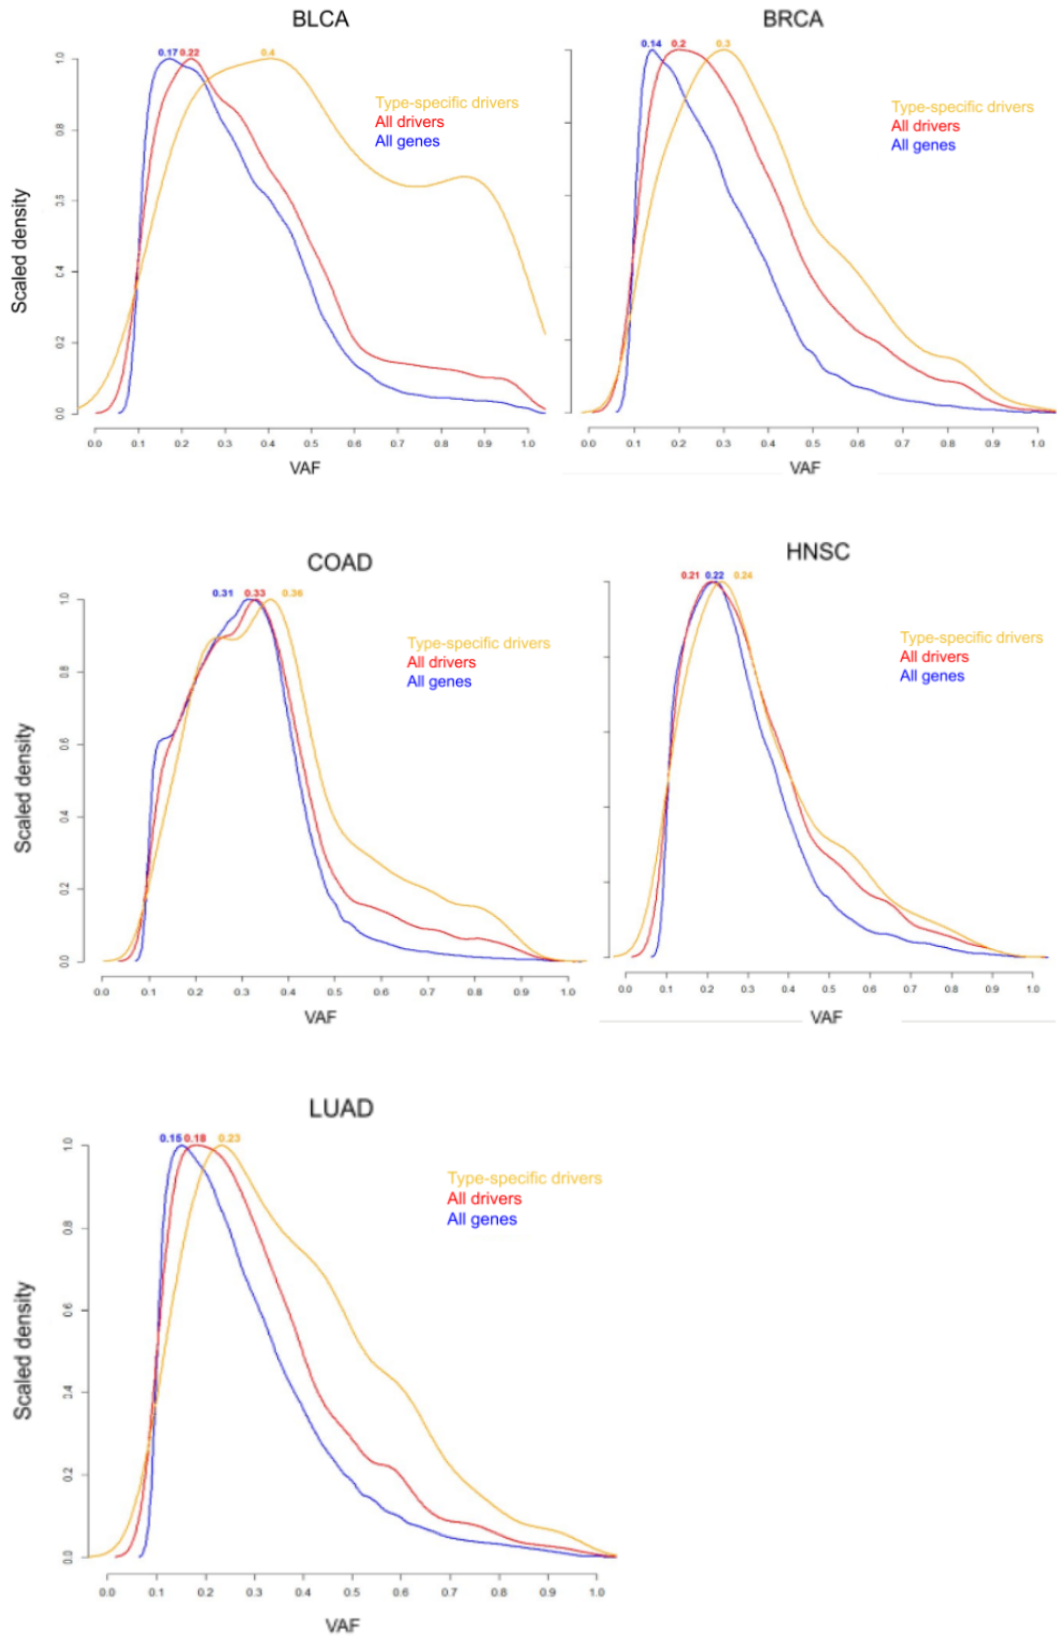 BLCA
0.17 0.22 0.4
Type-specific drivers
All drivers
All genes
Scaled density
1.0
0.8
0.6
0.4
0.2
0.0
0.0 0.1 0.2 0.3 0.4 0.5 0.6 0.7 0.8 0.9 1.0
VAF
BRCA
0.14 0.2 0.3
Type-specific drivers
All drivers
All genes
0.0 0.1 0.2 0.3 0.4 0.5 0.6 0.7 0.8 0.9 1.0
VAF
COAD
0.31 0.33 0.36
Type-specific drivers
All drivers
All genes
Scaled density
1.0
0.8
0.6
0.4
0.2
0.0
0.0 0.1 0.2 0.3 0.4 0.5 0.6 0.7 0.8 0.9 1.0
VAF
HNSC
0.21 0.22 0.24
Type-specific drivers
All drivers
All genes
0.0 0.1 0.2 0.3 0.4 0.5 0.6 0.7 0.8 0.9 1.0
VAF
LUAD
0.15 0.18 0.23
Type-specific drivers
All drivers
All genes
Scaled density
1.0
0.8
0.6
0.4
0.2
0.0
0.0 0.1 0.2 0.3 0.4 0.5 0.6 0.7 0.8 0.9 1.0
VAF